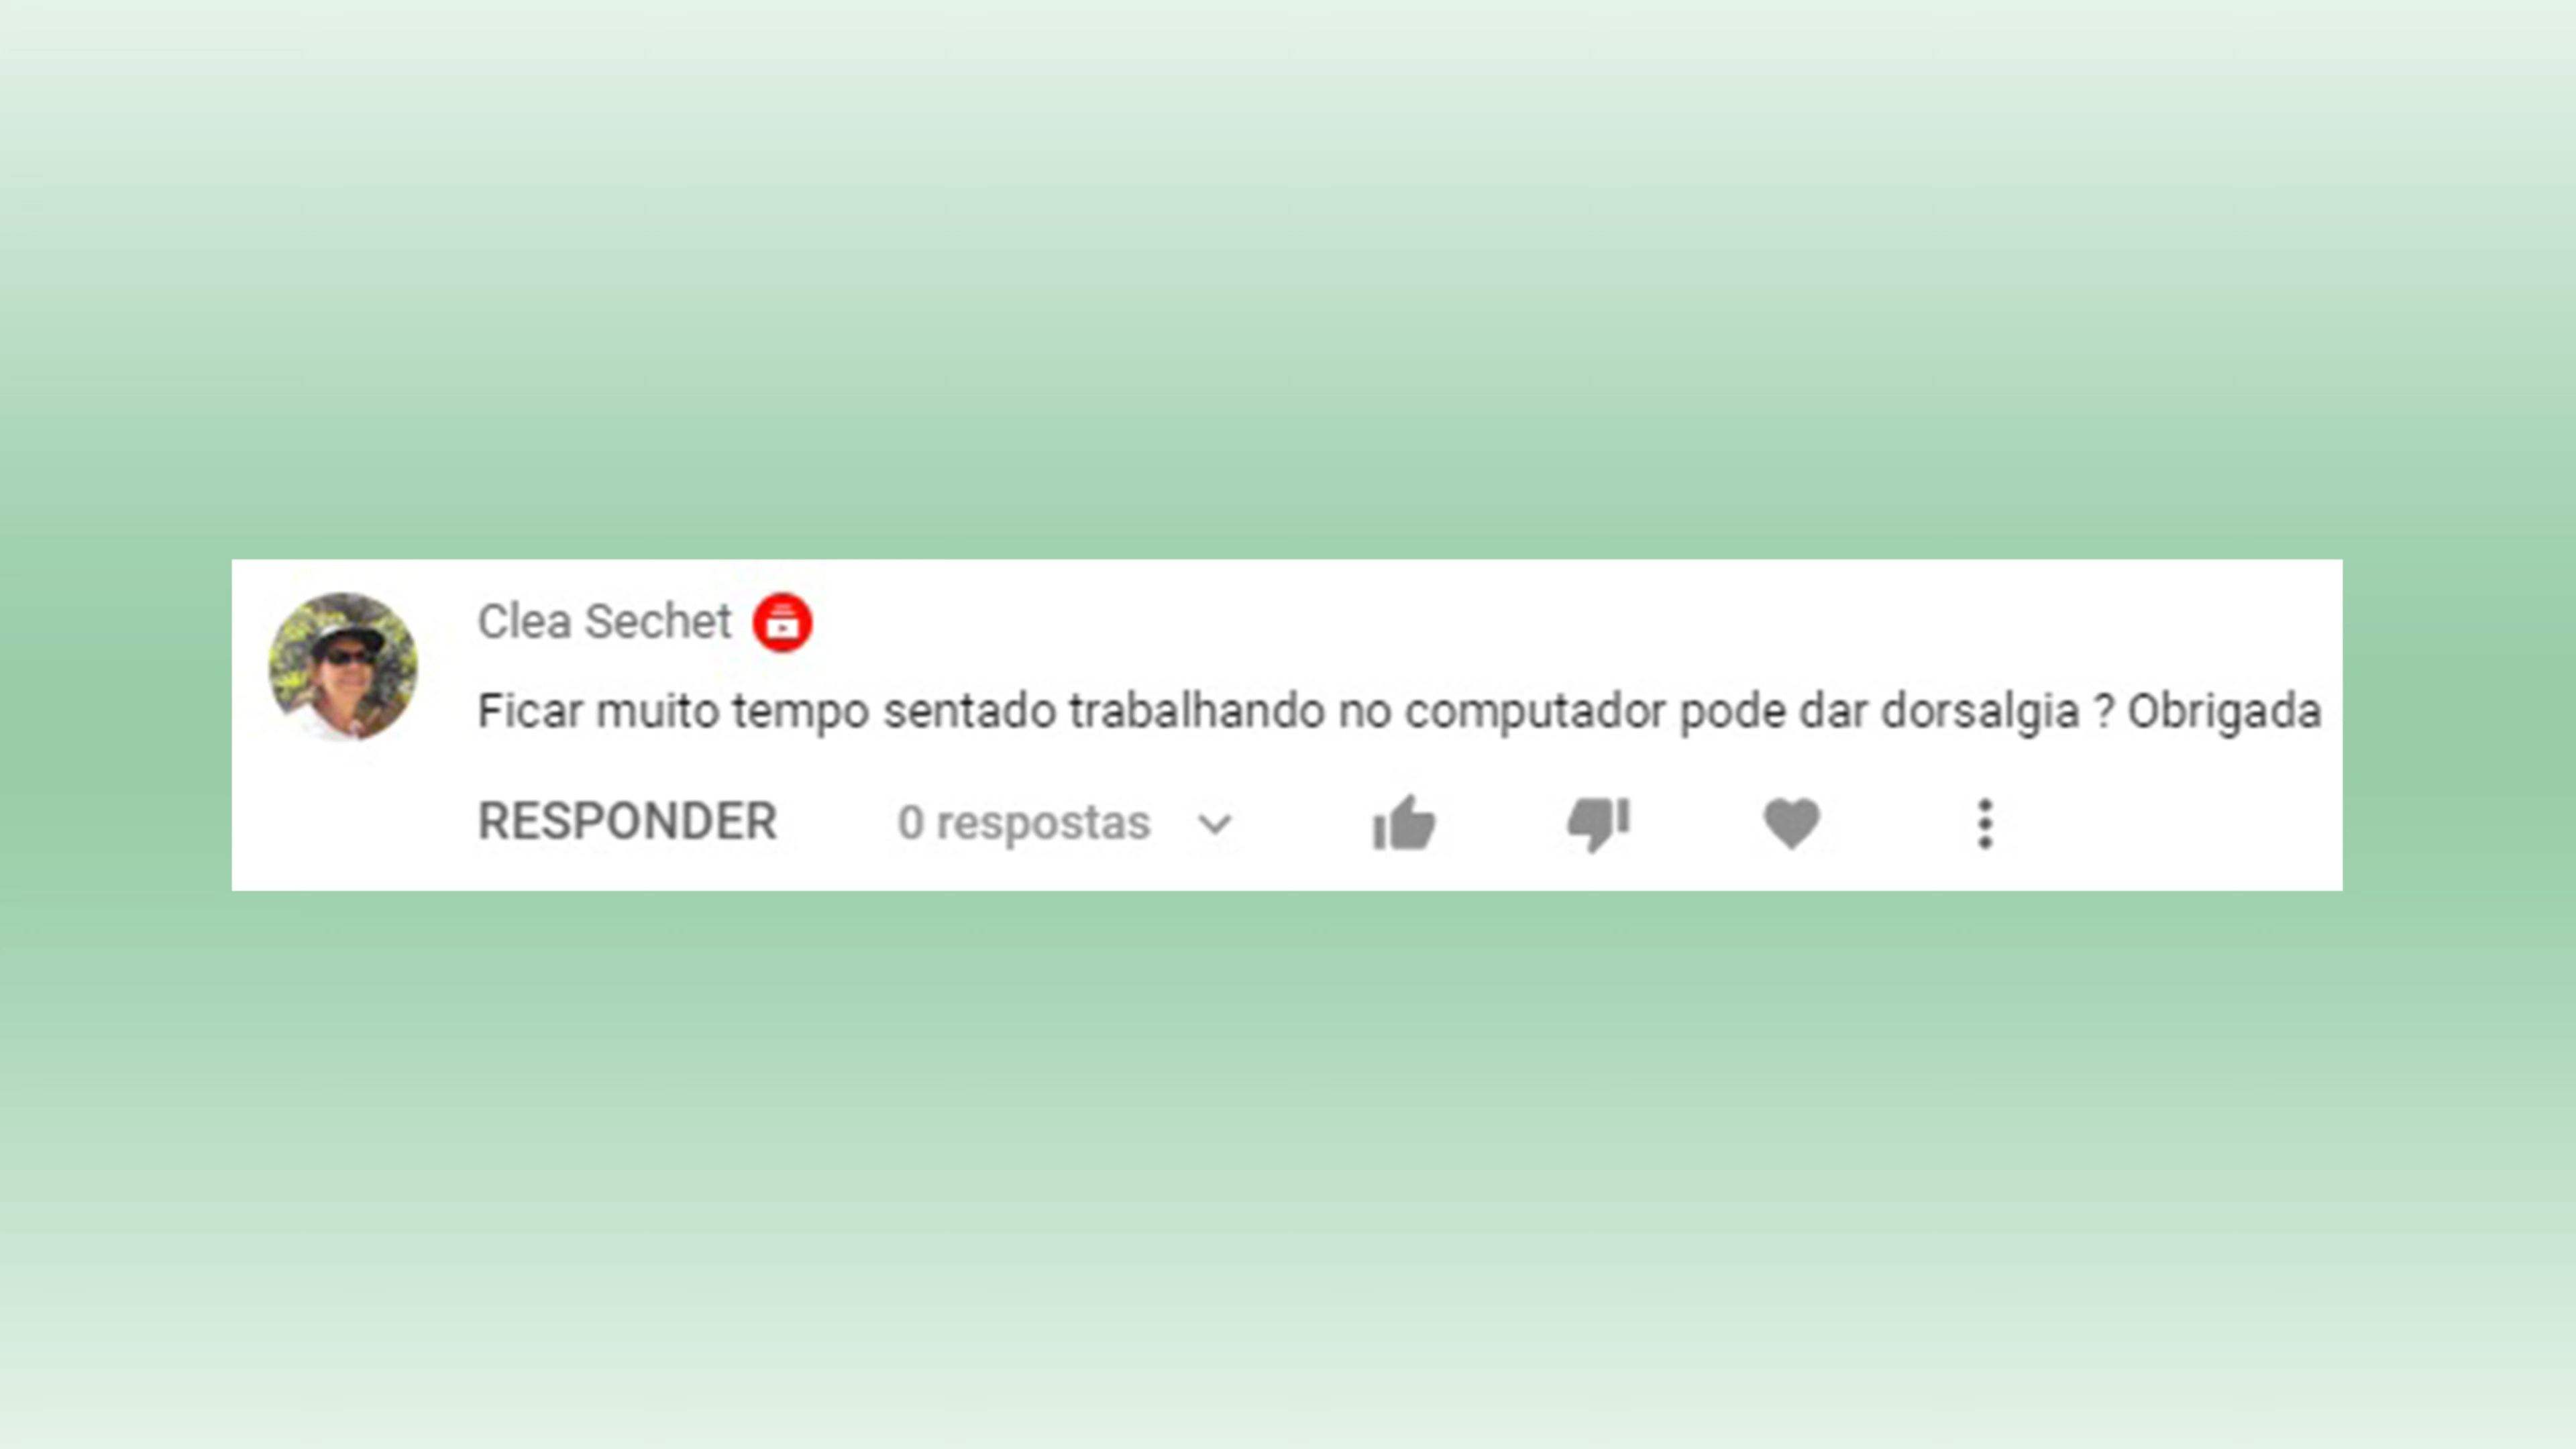 Clea Sechet
Ficar muito tempo sentado trabalhando no computador pode dar dorsalgia ? Obrigada
RESPONDER 0 respostas